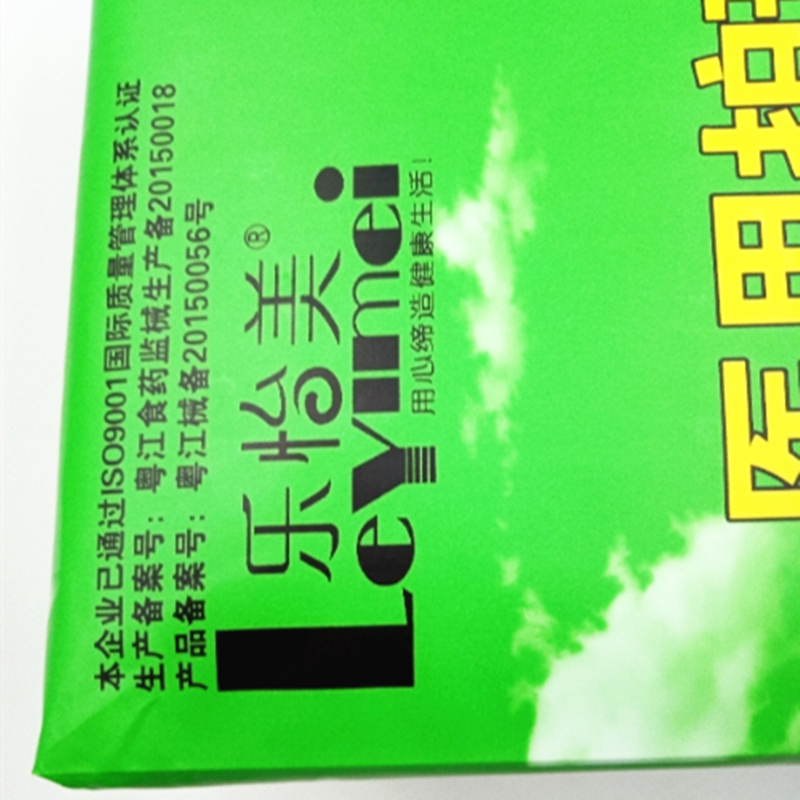 本企业已通过ISO9001国际质量管理体系认证
生产备案号：粤江食药监械生产备20150018
产品备案号：粤江械备20150056号
乐怡美®
LeYimei
用心缔造健康生活！
医用护